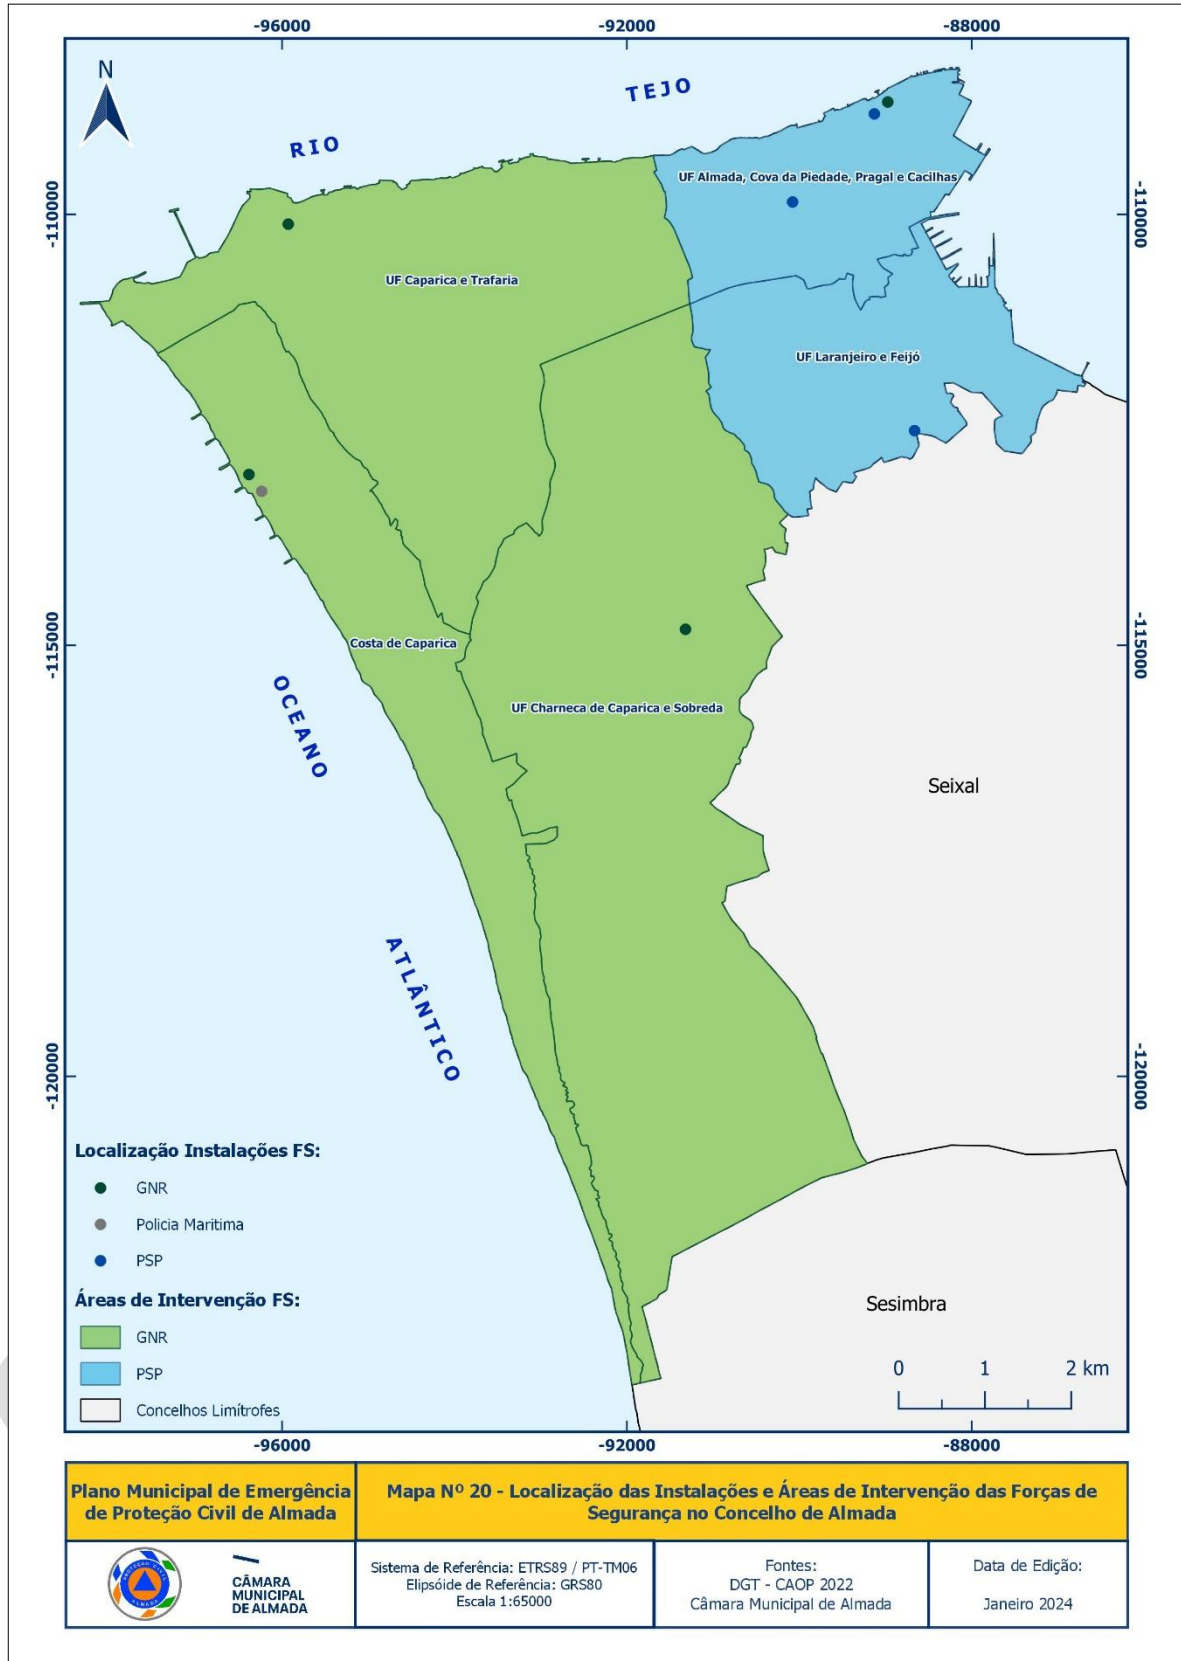 -96000
-92000
-88000
N
RIO
TEJO
UF Almada, Cova da Piedade, Pragal e Cacilhas
-110000
-110000
UF Caparica e Trafaria
UF Laranjeiro e Feijó
-115000
-115000
Costa de Caparica
UF Charneca de Caparica e Sobreda
OCEANO
Seixal
ATLÂNTICO
-120000
-120000
Localização Instalações FS:
GNR
Policia Maritima
PSP
Áreas de Intervenção FS:
GNR
PSP
Concelhos Limítrofes
Sesimbra
0 1 2 km
-96000
-92000
-88000
Plano Municipal de Emergência
de Proteção Civil de Almada
Mapa Nº 20 - Localização das Instalações e Áreas de Intervenção das Forças de
Segurança no Concelho de Almada
PROTEÇÃO CIVIL
ALMADA
CÂMARA
MUNICIPAL
DE ALMADA
Sistema de Referência: ETRS89 / PT-TM06
Elipsóide de Referência: GRS80
Escala 1:65000
Fontes:
DGT - CAOP 2022
Câmara Municipal de Almada
Data de Edição:
Janeiro 2024